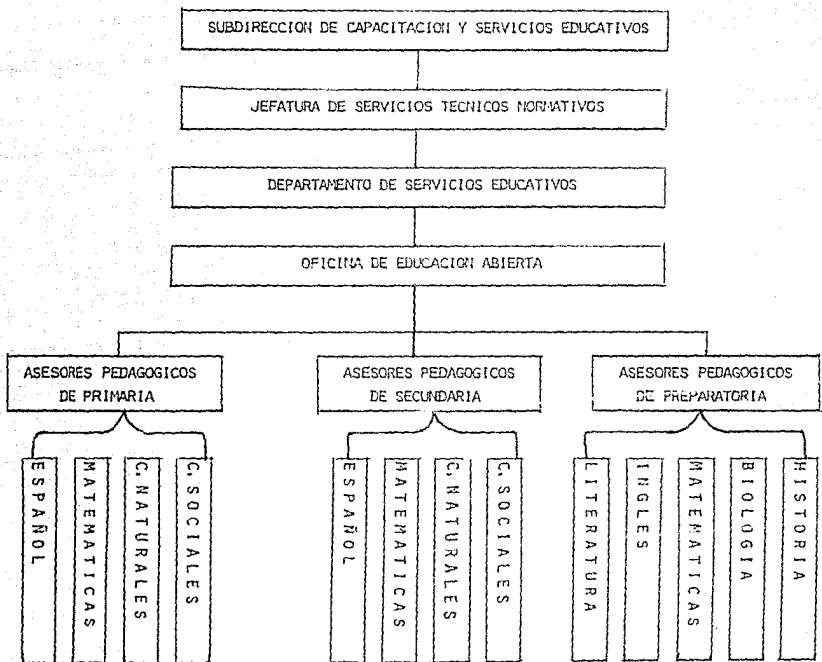 SUBDIRECCION DE CAPACITACION Y SERVICIOS EDUCATIVOS
JEFATURA DE SERVICIOS TECNICOS NORMATIVOS
DEPARTAMENTO DE SERVICIOS EDUCATIVOS
OFICINA DE EDUCACION ABIERTA
ASESORES PEDAGOGICOS
DE PRIMARIA
ASESORES PEDAGOGICOS
DE SECUNDARIA
ASESORES PEDAGOGICOS
DE PREPARATORIA
ESPAÑOL
MATEMATICAS
C.NATURALES
C.SOCIALES
ESPAÑOL
MATEMATICAS
C.NATURALES
C.SOCIALES
LITERATURA
INGLES
MATEMATICAS
BIOLOGIA
HISTORIA